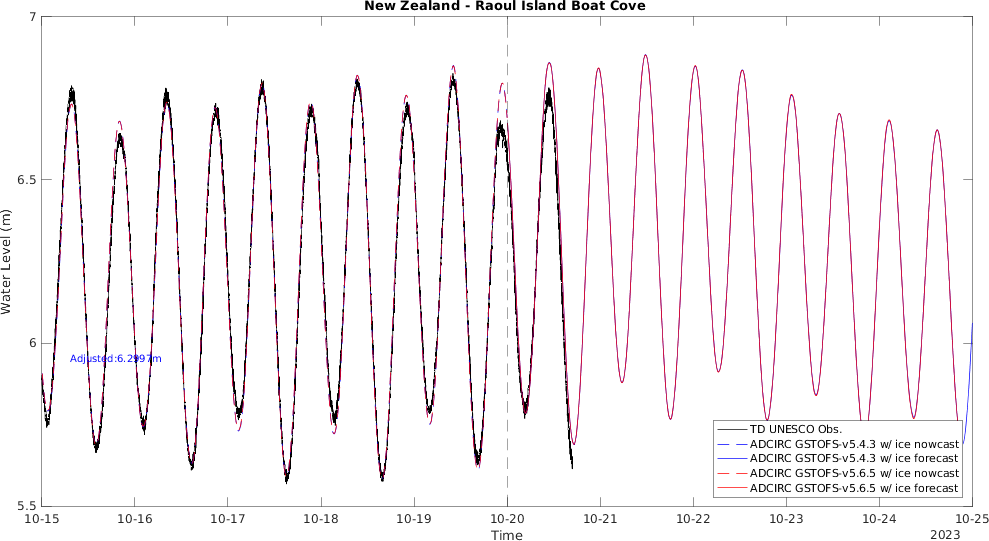 New Zealand - Raoul Island Boat Cove
7
6.5
6
5.5
Water Level (m)
Adjusted:6.2997m
TD UNESCO Obs.
ADCIRC GSTOFS-v5.4.3 w/ ice nowcast
ADCIRC GSTOFS-v5.4.3 w/ ice forecast
ADCIRC GSTOFS-v5.6.5 w/ ice nowcast
ADCIRC GSTOFS-v5.6.5 w/ ice forecast
10-15 10-16 10-17 10-18 10-19 10-20 10-21 10-22 10-23 10-24 10-25
Time
2023